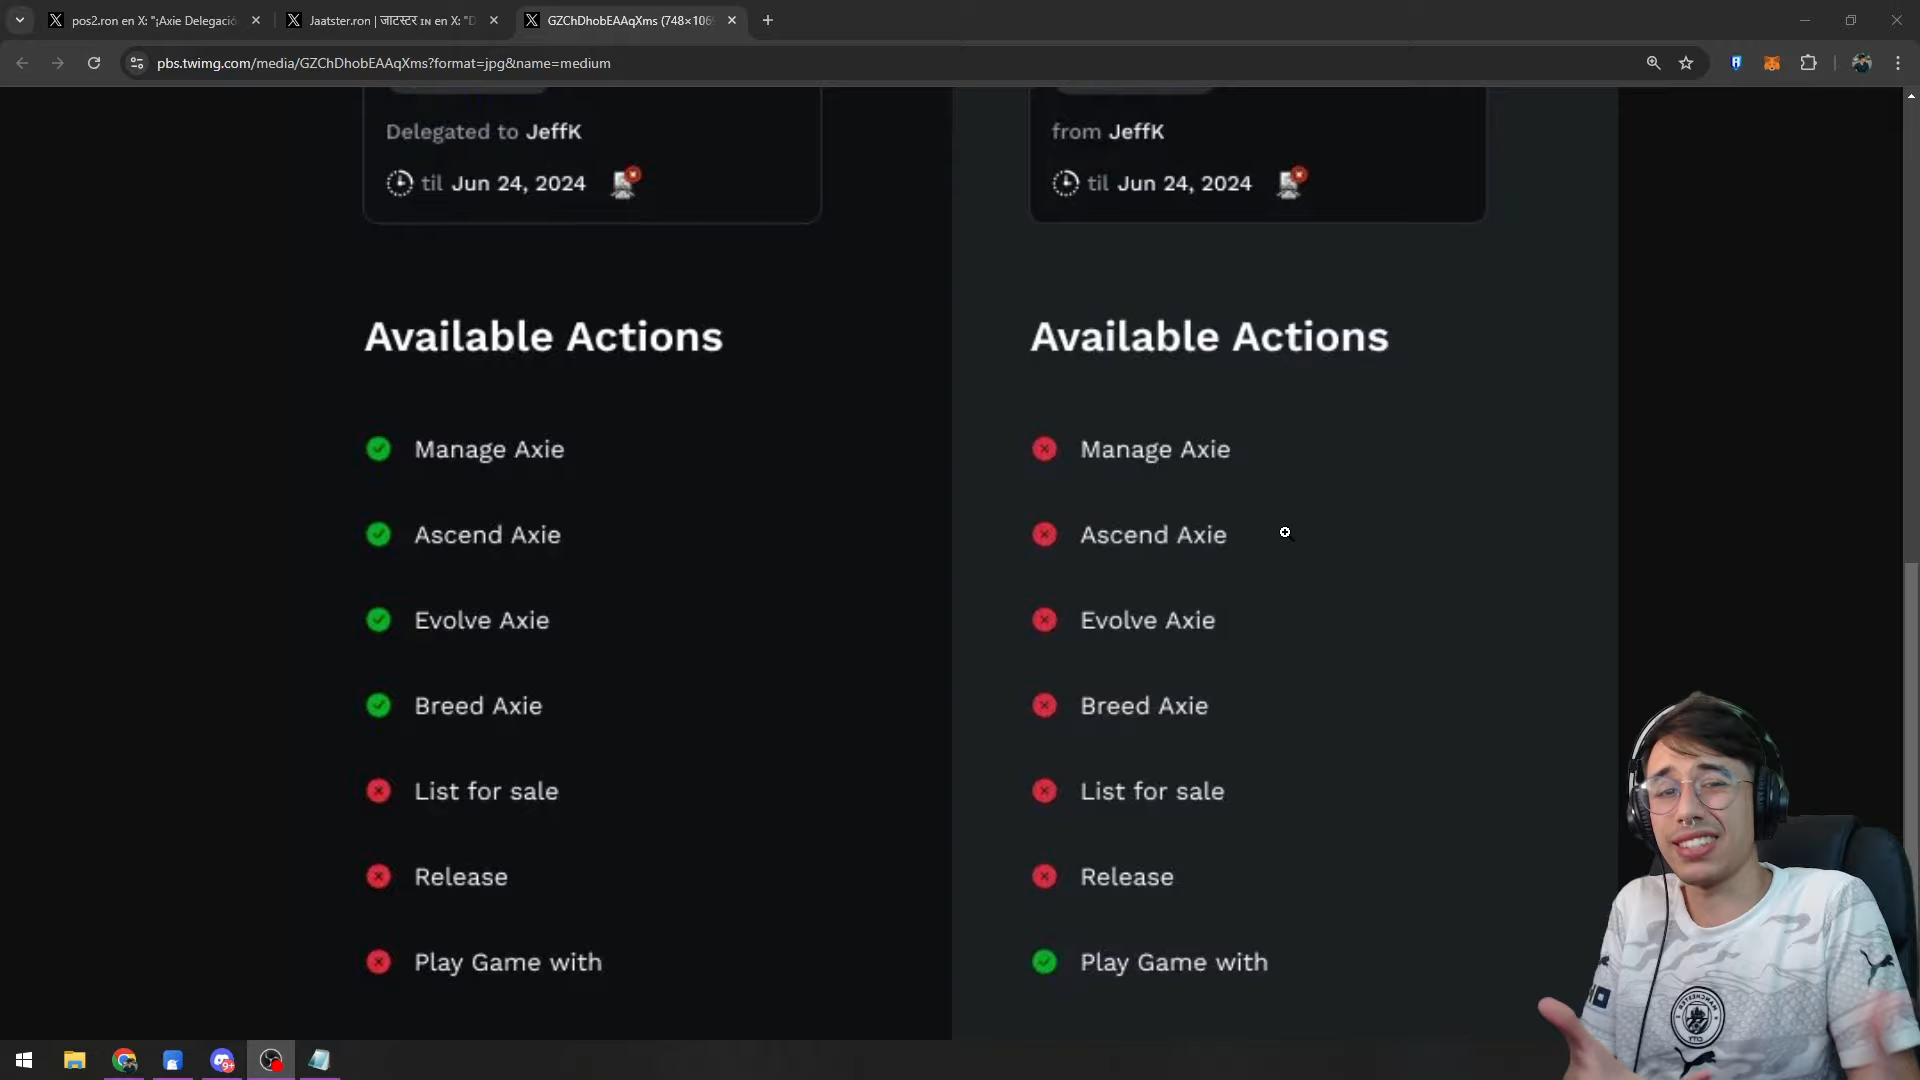 pos2.ron en X: "¡Axie Delegació
Jaatster.ron | जाटस्टर ɪɴ en X: "D
GZChDhobEAAqXms (748×106
pbs.twimg.com/media/GZChDhobEAAqXms?format=jpg&name=medium
Delegated to JeffK
til Jun 24, 2024
Available Actions
Manage Axie
Ascend Axie
Evolve Axie
Breed Axie
List for sale
Release
Play Game with
from JeffK
til Jun 24, 2024
Available Actions
Manage Axie
Ascend Axie
Evolve Axie
Breed Axie
List for sale
Release
Play Game with
9+